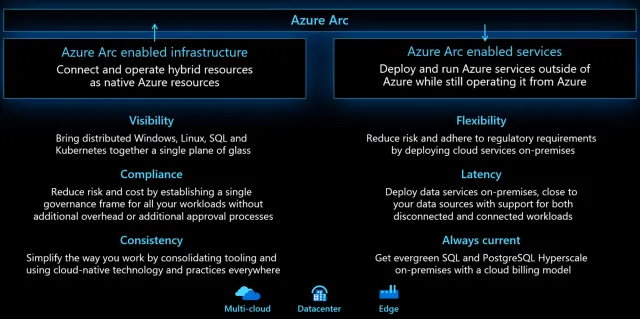 Azure Arc
Azure Arc enabled infrastructure
Connect and operate hybrid resources
as native Azure resources
Visibility
Bring distributed Windows, Linux, SQL and
Kubernetes together a single plane of glass
Compliance
Reduce risk and cost by establishing a single
governance frame for all your workloads without
additional overhead or additional approval processes
Consistency
Simplify the way you work by consolidating tooling and
using cloud-native technology and practices everywhere
Azure Arc enabled services
Deploy and run Azure services outside of
Azure while still operating it from Azure
Flexibility
Reduce risk and adhere to regulatory requirements
by deploying cloud services on-premises
Latency
Deploy data services on-premises, close to
your data sources with support for both
disconnected and connected workloads
Always current
Get evergreen SQL and PostgreSQL Hyperscale
on-premises with a cloud billing model
Multi-cloud
Datacenter
Edge